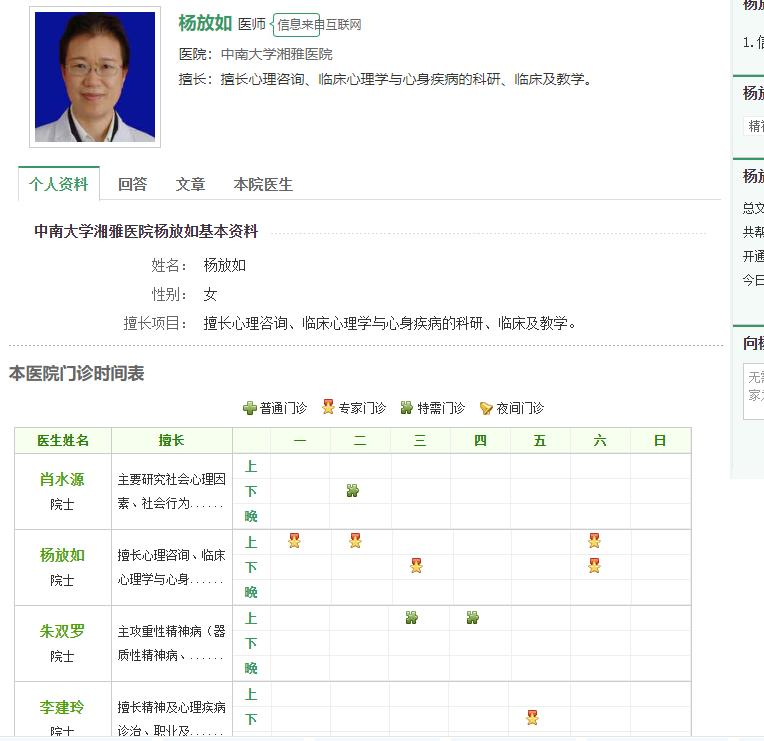 杨放如 医师 信息来自互联网
医院： 中南大学湘雅医院
擅长： 擅长心理咨询、临床心理学与心身疾病的科研、临床及教学。
个人资料 回答 文章 本院医生
中南大学湘雅医院杨放如基本资料
姓名： 杨放如
性别： 女
擅长项目： 擅长心理咨询、临床心理学与心身疾病的科研、临床及教学。
本医院门诊时间表
普通门诊 专家门诊 特需门诊 夜间门诊
医生姓名 擅长 一 二 三 四 五 六 日
肖水源
院士
主要研究社会心理因
素、社会行为......
上
下
晚
杨放如
院士
擅长心理咨询、临床
心理学与心身......
上
下
晚
朱双罗
院士
主攻重性精神病（器
质性精神病、......
上
下
晚
李建玲
院士
擅长精神及心理疾病
诊治、职业及......
上
下
杨
1.
杨
精
杨
总文
共帮
开通
今日
向
无
家